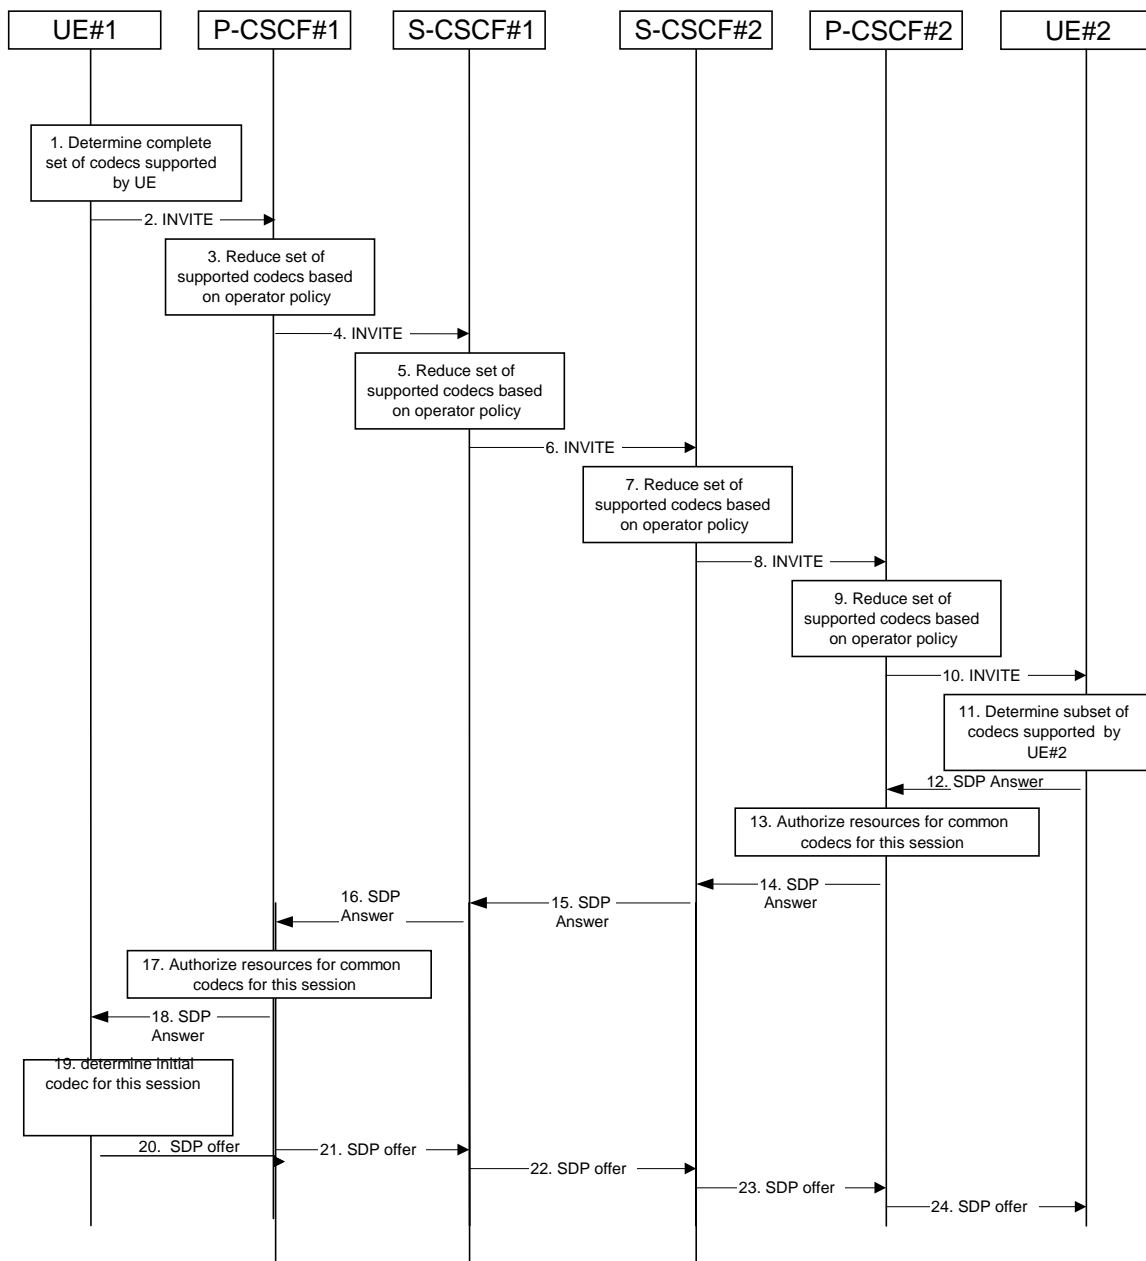 UE#1 P-CSCF#1 S-CSCF#1 S-CSCF#2 P-CSCF#2 UE#2
1. Determine complete
set of codecs supported
by UE
2. INVITE
3. Reduce set of
supported codecs based
on operator policy
4. INVITE
5. Reduce set of
supported codecs based
on operator policy
6. INVITE
7. Reduce set of
supported codecs based
on operator policy
8. INVITE
9. Reduce set of
supported codecs based
on operator policy
10. INVITE
11. Determine subset of
codecs supported by
UE#2
12. SDP Answer
13. Authorize resources for common
codecs for this session
14. SDP
Answer
15. SDP
Answer
16. SDP
Answer
17. Authorize resources for common
codecs for this session
18. SDP
Answer
19. determine initial
codec for this session
20. SDP offer
21. SDP offer
22. SDP offer
23. SDP offer
24. SDP offer